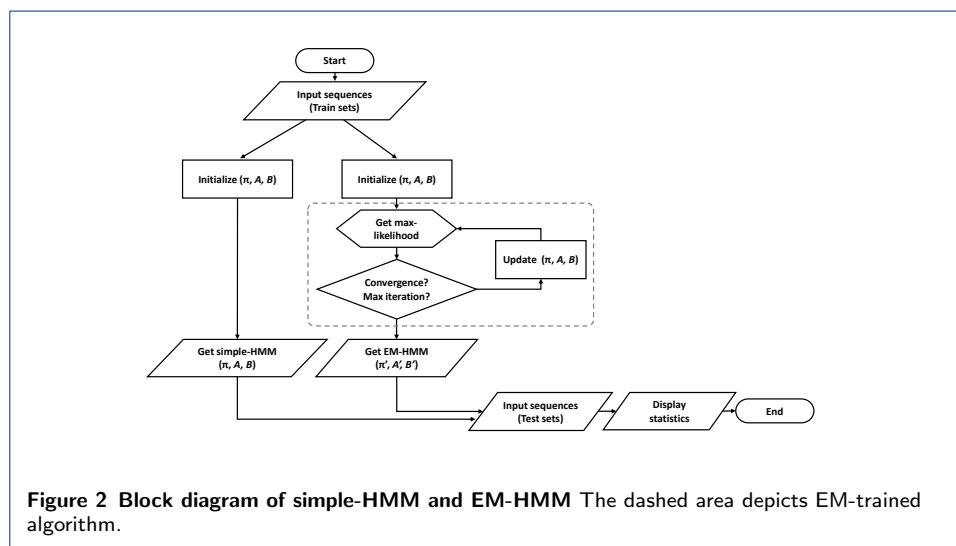 Start
Input sequences
(Train sets)
Initialize (π, A, B)
Initialize (π, A, B)
Get max-
likelihood
Update (π, A, B)
Convergence?
Max iteration?
Get simple-HMM
(π, A, B)
Get EM-HMM
(π’, A’, B’)
Input sequences
(Test sets)
Display
statistics
End
Figure 2 Block diagram of simple-HMM and EM-HMM The dashed area depicts EM-trained
algorithm.